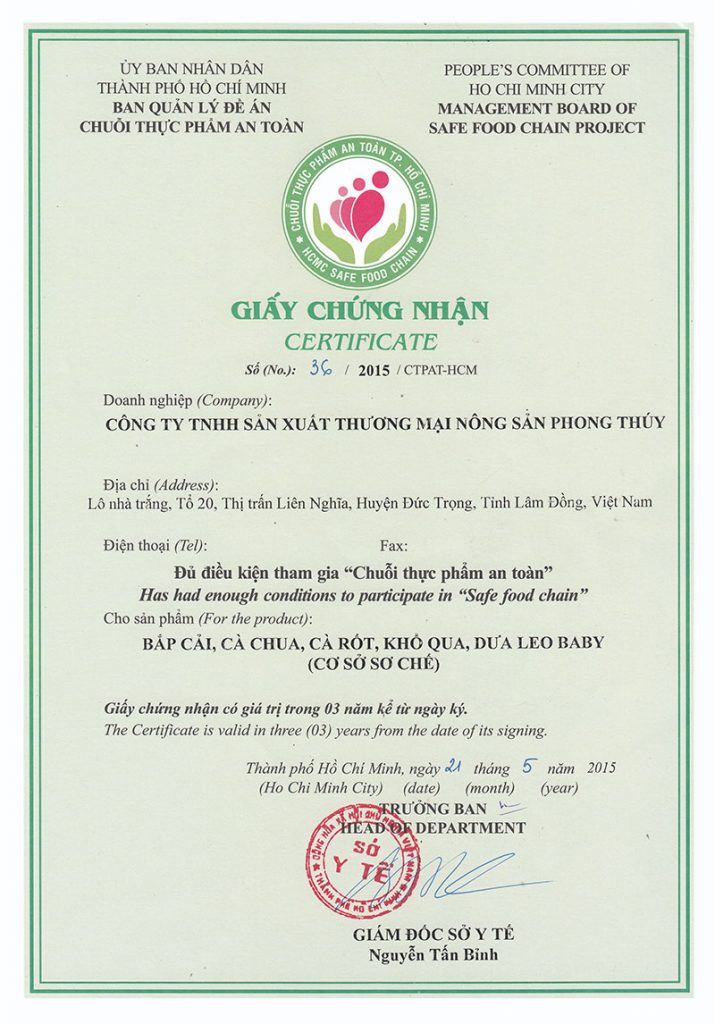 ỦY BAN NHÂN DÂN
THÀNH PHỐ HỒ CHÍ MINH
BAN QUẢN LÝ ĐỀ ÁN
CHUỖI THỰC PHẨM AN TOÀN
PEOPLE'S COMMITTEE OF
HO CHI MINH CITY
MANAGEMENT BOARD OF
SAFE FOOD CHAIN PROJECT
CHUỖI THỰC PHẨM AN TOÀN TP. HỒ CHÍ MINH
HCMC SAFE FOOD CHAIN
GIẤY CHỨNG NHẬN
CERTIFICATE
Số (No.): 36 / 2015 / CTPAT-HCM
Doanh nghiệp (Company):
CÔNG TY TNHH SẢN XUẤT THƯƠNG MẠI NÔNG SẢN PHONG THÚY
Địa chỉ (Address):
Lô nhà trắng, Tổ 20, Thị trấn Liên Nghĩa, Huyện Đức Trọng, Tỉnh Lâm Đồng, Việt Nam
Điện thoại (Tel): Fax:
Đủ điều kiện tham gia “Chuỗi thực phẩm an toàn”
Has had enough conditions to participate in “Safe food chain”
Cho sản phẩm (For the product):
BẮP CẢI, CÀ CHUA, CÀ RỐT, KHỔ QUA, DƯA LEO BABY
(CƠ SỞ SƠ CHẾ)
Giấy chứng nhận có giá trị trong 03 năm kể từ ngày ký.
The Certificate is valid in three (03) years from the date of its signing.
Thành phố Hồ Chí Minh, ngày 21 tháng 5 năm 2015
(Ho Chi Minh City) (date) (month) (year)
TRƯỞNG BAN
HEAD OF DEPARTMENT
CỘNG HÒA XÃ HỘI CHỦ NGHĨA VIỆT NAM
SỞ
Y TẾ
THÀNH PHỐ HỒ CHÍ MINH
GIÁM ĐỐC SỞ Y TẾ
Nguyễn Tấn Bỉnh